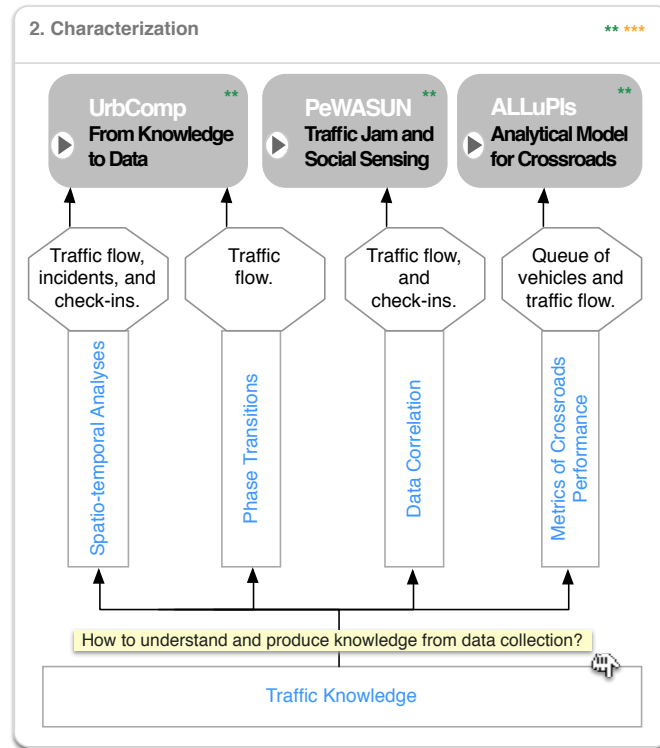 2. Characterization
** ***
UrbComp **
From Knowledge
to Data
PeWASUN **
Traffic Jam and
Social Sensing
ALLuPIs **
Analytical Model
for Crossroads
Traffic flow,
incidents, and
check-ins.
Traffic
flow.
Traffic flow,
and
check-ins.
Queue of
vehicles and
traffic flow.
Spatio-temporal Analyses
Phase Transitions
Data Correlation
Metrics of Crossroads
Performance
How to understand and produce knowledge from data collection?
Traffic Knowledge